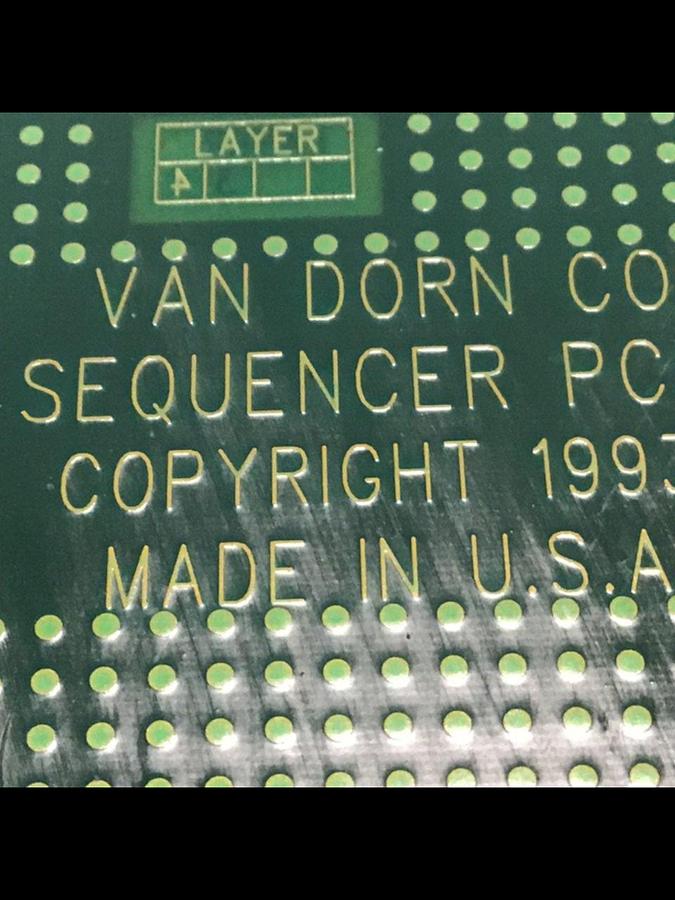 LAYER
4
VAN DORN CO
SEQUENCER PC
COPYRIGHT 199
MADE IN U.S.A